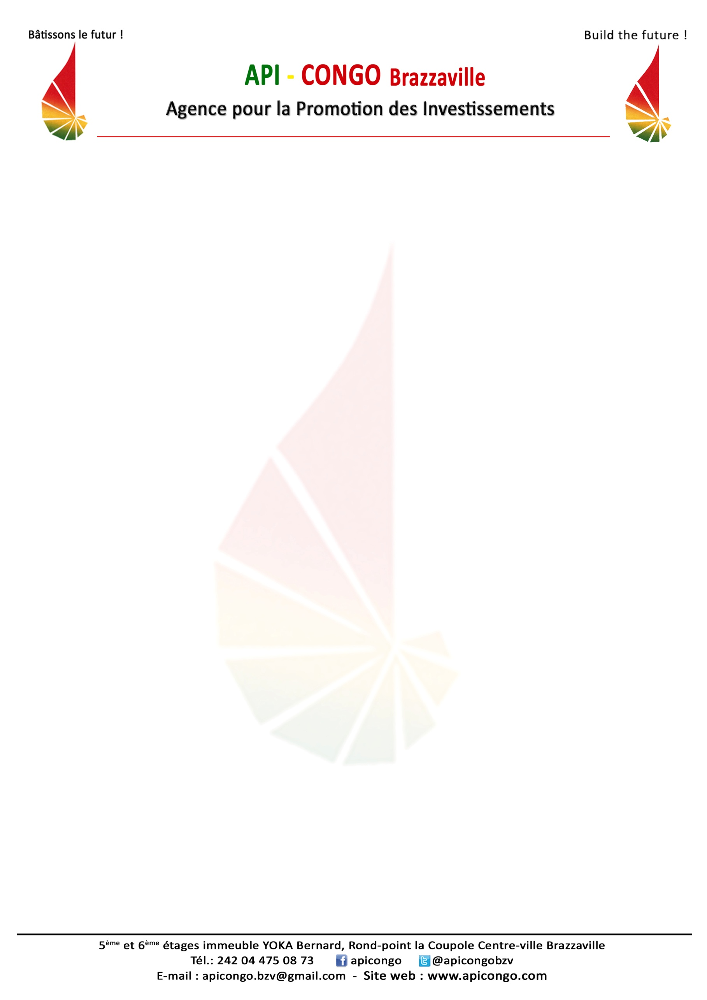 Bâtissons le futur !
Build the future !
API - CONGO Brazzaville
Agence pour la Promotion des Investissements
5ème et 6ème étages immeuble YOKA Bernard, Rond-point la Coupole Centre-ville Brazzaville
Tél.: 242 04 475 08 73 f apicongo t @apicongobzv
E-mail : apicongo.bzv@gmail.com - Site web : www.apicongo.com